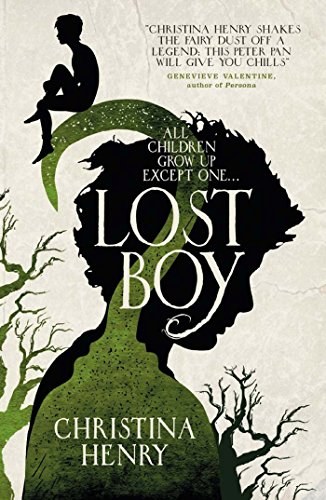 "CHRISTINA HENRY SHAKES
THE FAIRY DUST OFF A
LEGEND; THIS PETER PAN
WILL GIVE YOU CHILLS"
GENEVIEVE VALENTINE,
author of Persona
ALL
CHILDREN
GROW UP
EXCEPT ONE...
LOST
BOY
CHRISTINA
HENRY